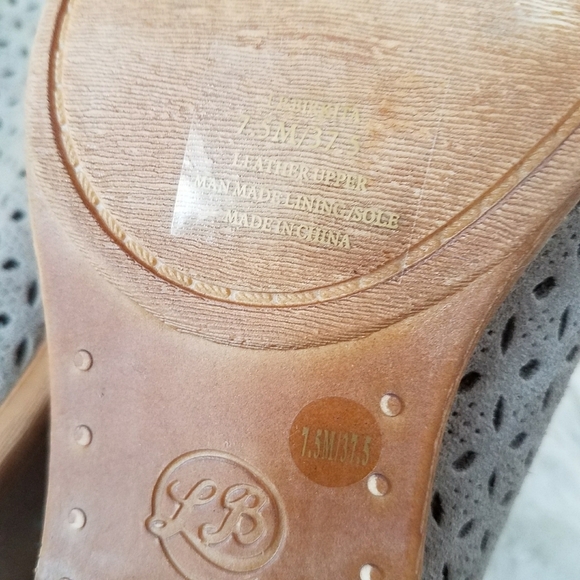 7.5M/37.5
LEATHER UPPER
MAN MADE LINING/SOLE
MADE IN CHINA
7.5M/37.5
LB